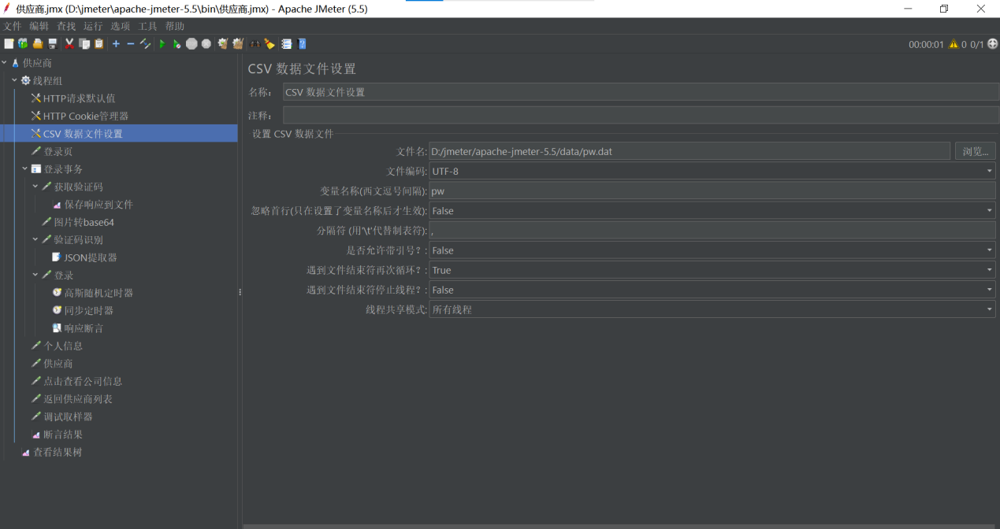 供应商.jmx (D:\jmeter\apache-jmeter-5.5\bin\供应商.jmx) - Apache JMeter (5.5)
文件 编辑 查找 运行 选项 工具 帮助
00:00:01 0 0/1
供应商
线程组
HTTP请求默认值
HTTP Cookie管理器
CSV 数据文件设置
登录页
登录事务
获取验证码
保存响应到文件
图片转base64
验证码识别
JSON提取器
登录
高斯随机定时器
同步定时器
响应断言
个人信息
供应商
点击查看公司信息
返回供应商列表
调试取样器
断言结果
查看结果树
CSV 数据文件设置
名称： CSV 数据文件设置
注释：
设置 CSV 数据文件
文件名: D:/jmeter/apache-jmeter-5.5/data/pw.dat 浏览...
文件编码: UTF-8
变量名称(西文逗号间隔): pw
忽略首行(只在设置了变量名称后才生效): False
分隔符 (用'\t'代替制表符): ,
是否允许带引号？: False
遇到文件结束符再次循环？: True
遇到文件结束符停止线程？: False
线程共享模式: 所有线程